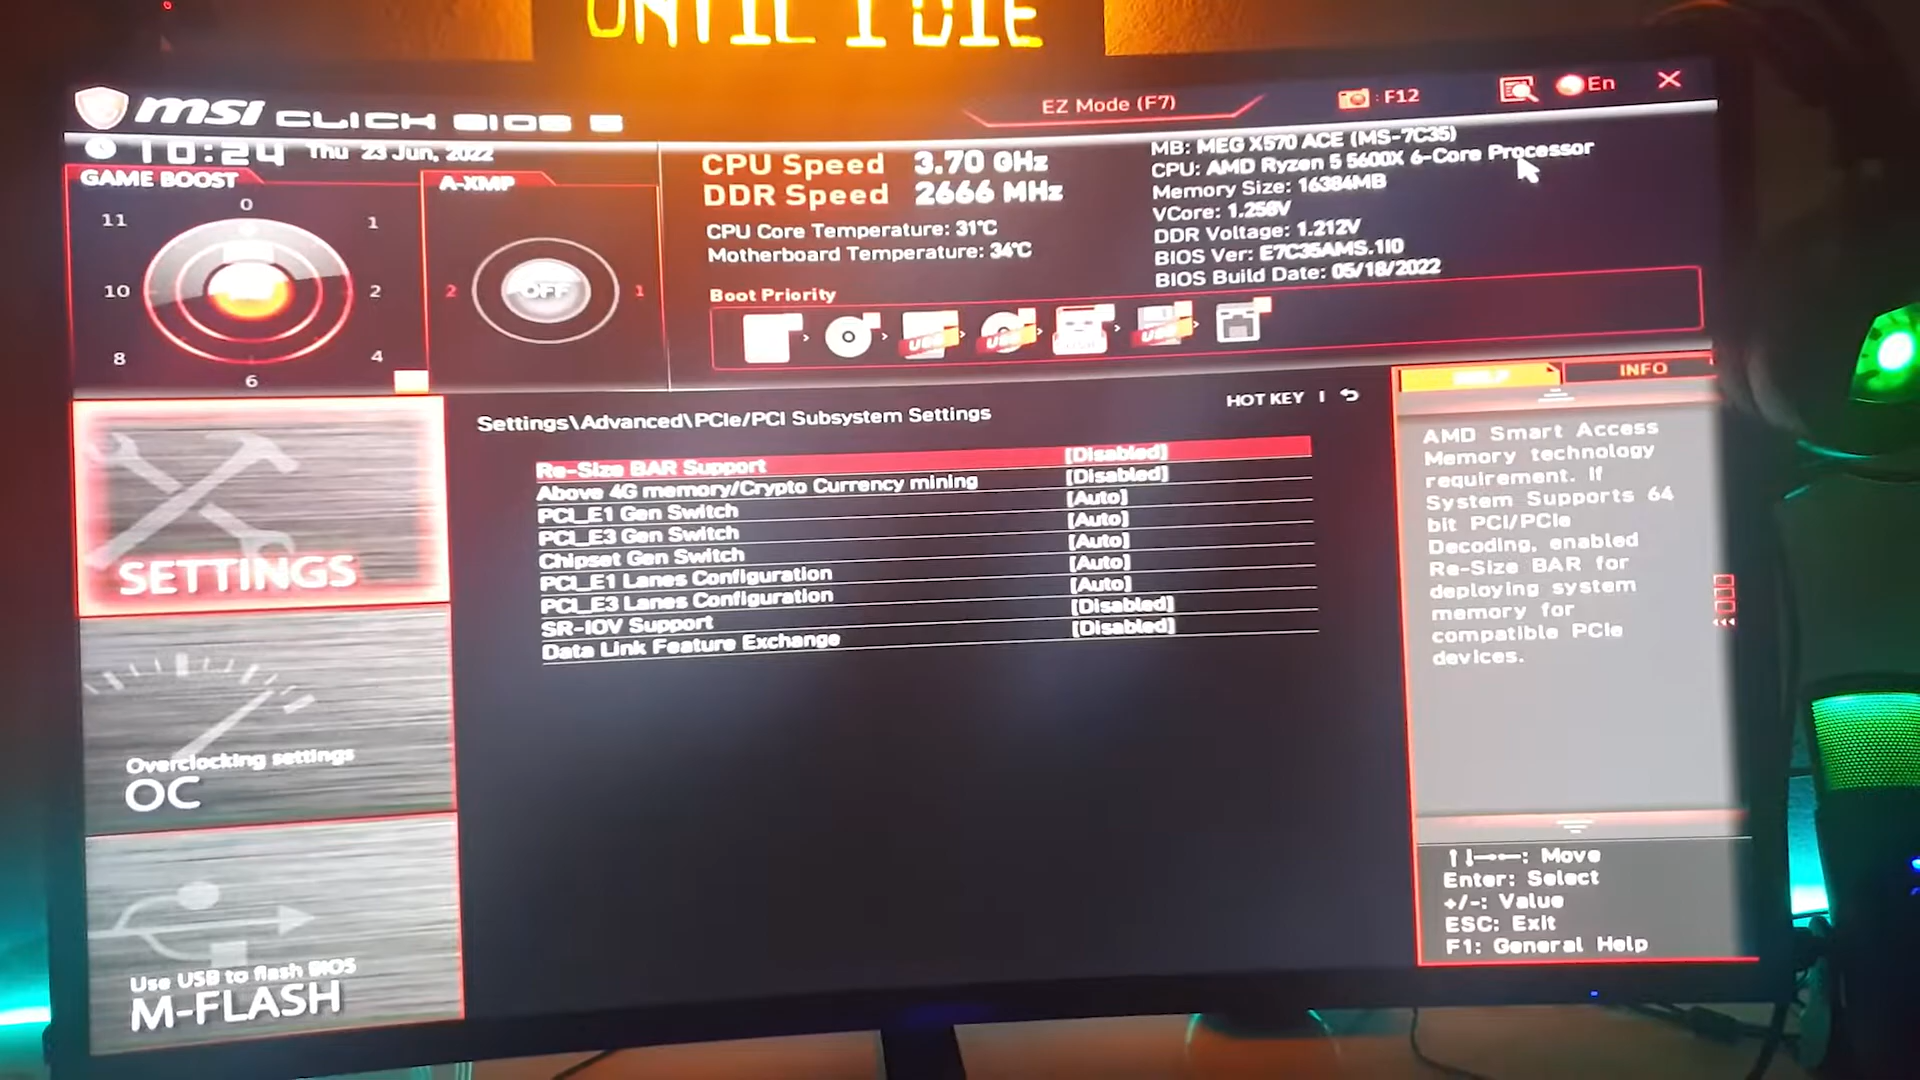 UNTIL I DIE
msi CLICK BIOS 5
EZ Mode (F7)
: F12
En
X
10:24 Thu 23 Jun, 2022
GAME BOOST
0
11
1
10
2
8
4
6
A-XMP
2
OFF
1
CPU Speed 3.70 GHz
DDR Speed 2666 MHz
CPU Core Temperature: 31°C
Motherboard Temperature: 34°C
MB: MEG X570 ACE (MS-7C35)
CPU: AMD Ryzen 5 5600X 6-Core Processor
Memory Size: 16384MB
VCore: 1.256V
DDR Voltage: 1.212V
BIOS Ver: E7C35AMS.1I0
BIOS Build Date: 05/18/2022
Boot Priority
USB
USB
USB
USB
SETTINGS
Overclocking settings
OC
Use USB to flash BIOS
M-FLASH
HOT KEY |
Settings\Advanced\PCIe/PCI Subsystem Settings
Re-Size BAR Support [Disabled]
Above 4G memory/Crypto Currency mining [Disabled]
PCI_E1 Gen Switch [Auto]
PCI_E3 Gen Switch [Auto]
Chipset Gen Switch [Auto]
PCI_E1 Lanes Configuration [Auto]
PCI_E3 Lanes Configuration [Auto]
SR-IOV Support [Disabled]
Data Link Feature Exchange [Disabled]
HELP
INFO
AMD Smart Access
Memory technology
requirement. If
System Supports 64
bit PCI/PCIe
Decoding, enabled
Re-Size BAR for
deploying system
memory for
compatible PCIe
devices.
↑↓→←: Move
Enter: Select
+/-: Value
ESC: Exit
F1: General Help